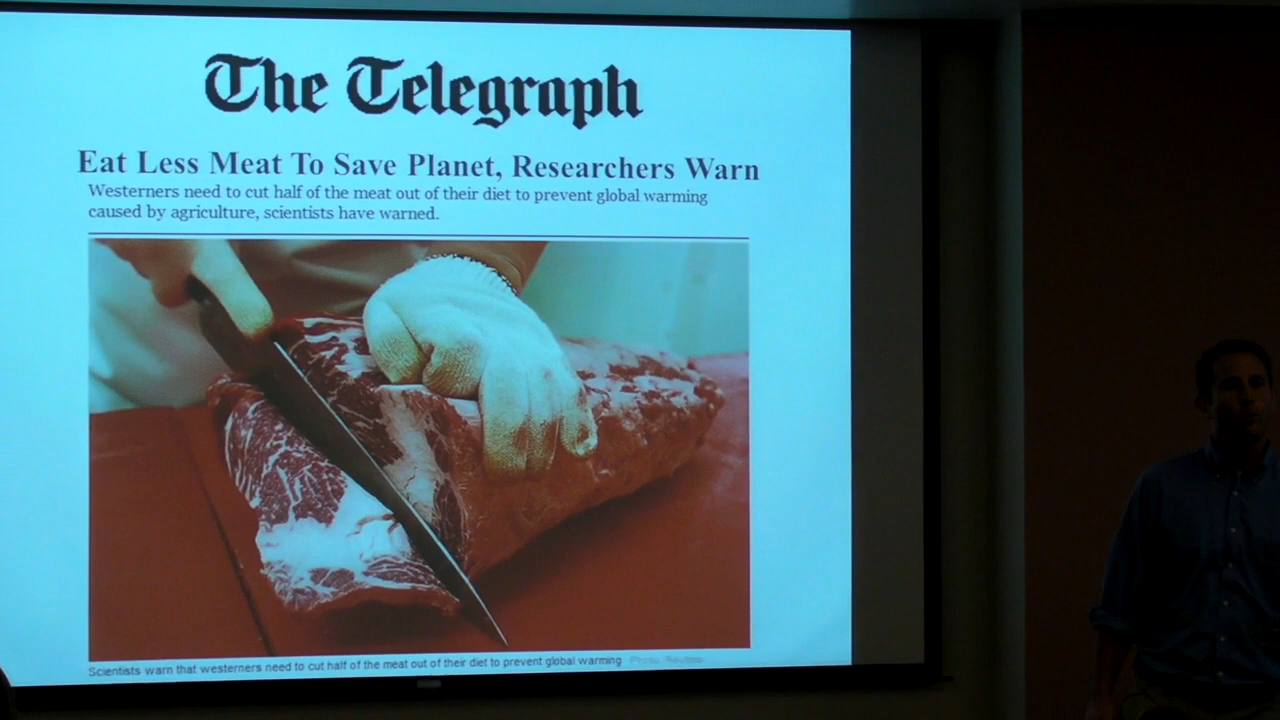 The Telegraph
Eat Less Meat To Save Planet, Researchers Warn
Westerners need to cut half of the meat out of their diet to prevent global warming
caused by agriculture, scientists have warned.
Scientists warn that westerners need to cut half of the meat out of their diet to prevent global warming Photo: Reuters